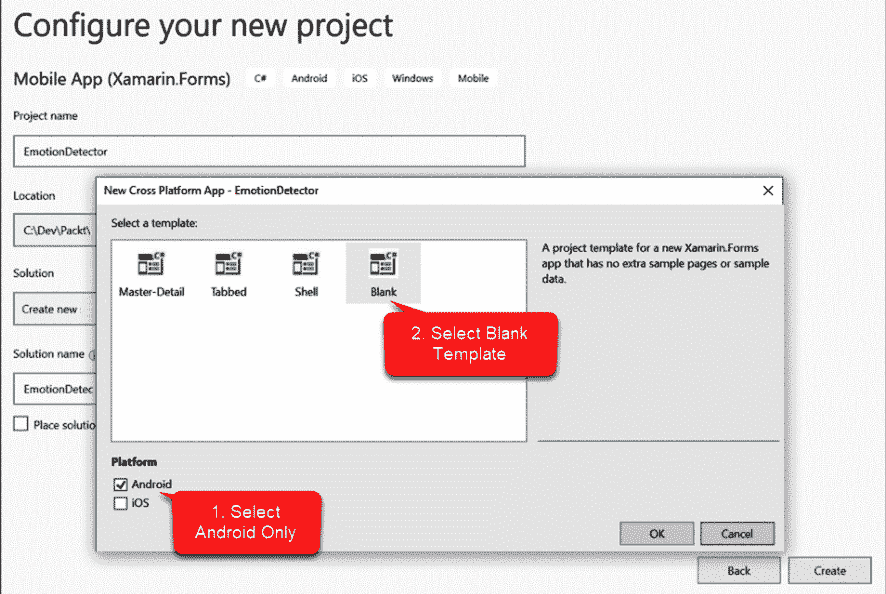 Configure your new project
Mobile App (Xamarin.Forms) C# Android iOS Windows Mobile
Project name
EmotionDetector
Location
C:\Dev\Packt\
New Cross Platform App - EmotionDetector
Select a template:
Master-Detail Tabbed Shell Blank
A project template for a new Xamarin.Forms
app that has no extra sample pages or sample
data.
2. Select Blank
Template
Solution
Create new
Solution name
EmotionDetec
Place solutio
Platform
Android
iOS
1. Select
Android Only
OK Cancel
Back Create